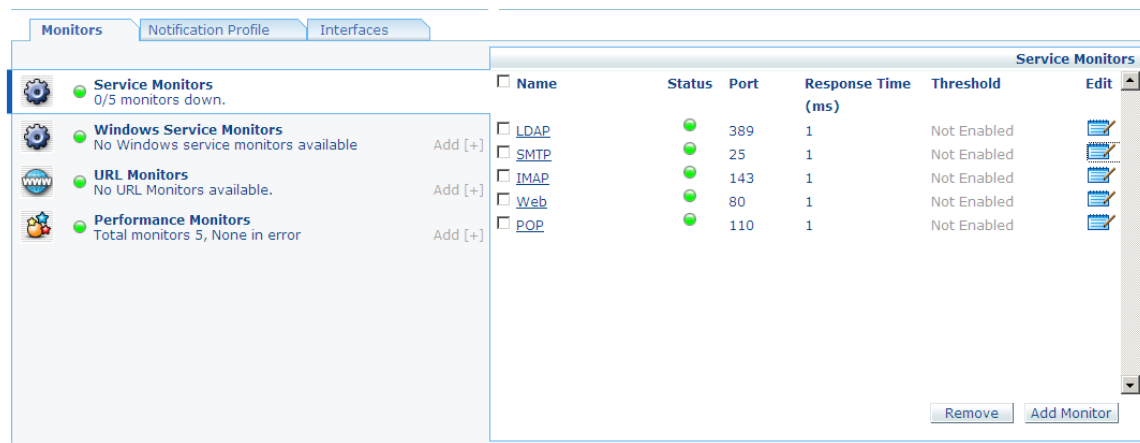 Monitors Notification Profile Interfaces
Service Monitors
0/5 monitors down.
Windows Service Monitors
No Windows service monitors available Add [+]
URL Monitors
No URL Monitors available. Add [+]
Performance Monitors
Total monitors 5, None in error Add [+]
Service Monitors
Name Status Port Response Time (ms) Threshold Edit
LDAP 389 1 Not Enabled
SMTP 25 1 Not Enabled
IMAP 143 1 Not Enabled
Web 80 1 Not Enabled
POP 110 1 Not Enabled
Remove Add Monitor
www